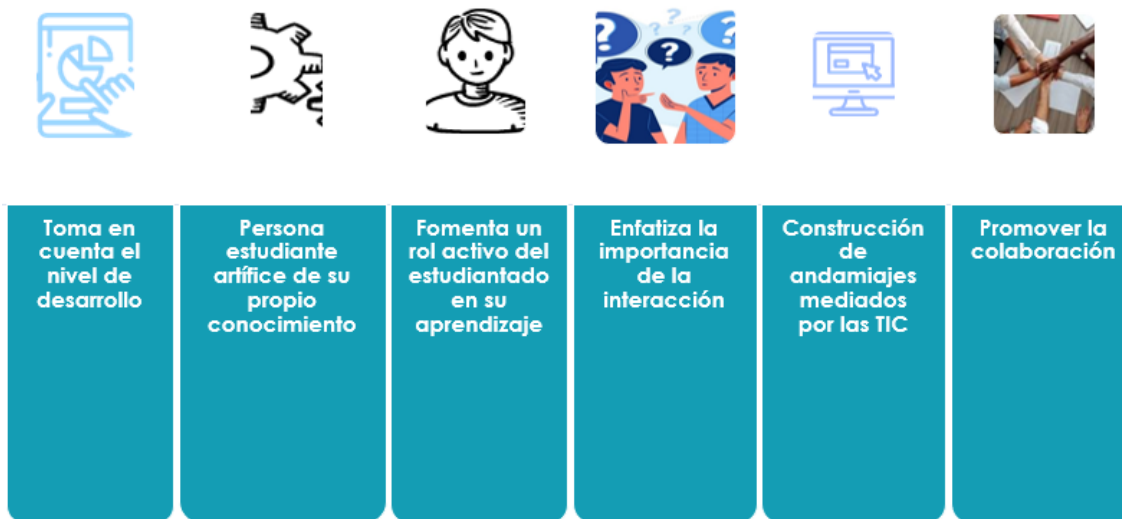 Toma en
cuenta el
nivel de
desarrollo
Persona
estudiante
artífice de su
propio
conocimiento
Fomenta un
rol activo del
estudiantado
en su
aprendizaje
Enfatiza la
importancia
de la
interacción
Construcción
de
andamiajes
mediados
por las TIC
Promover la
colaboración